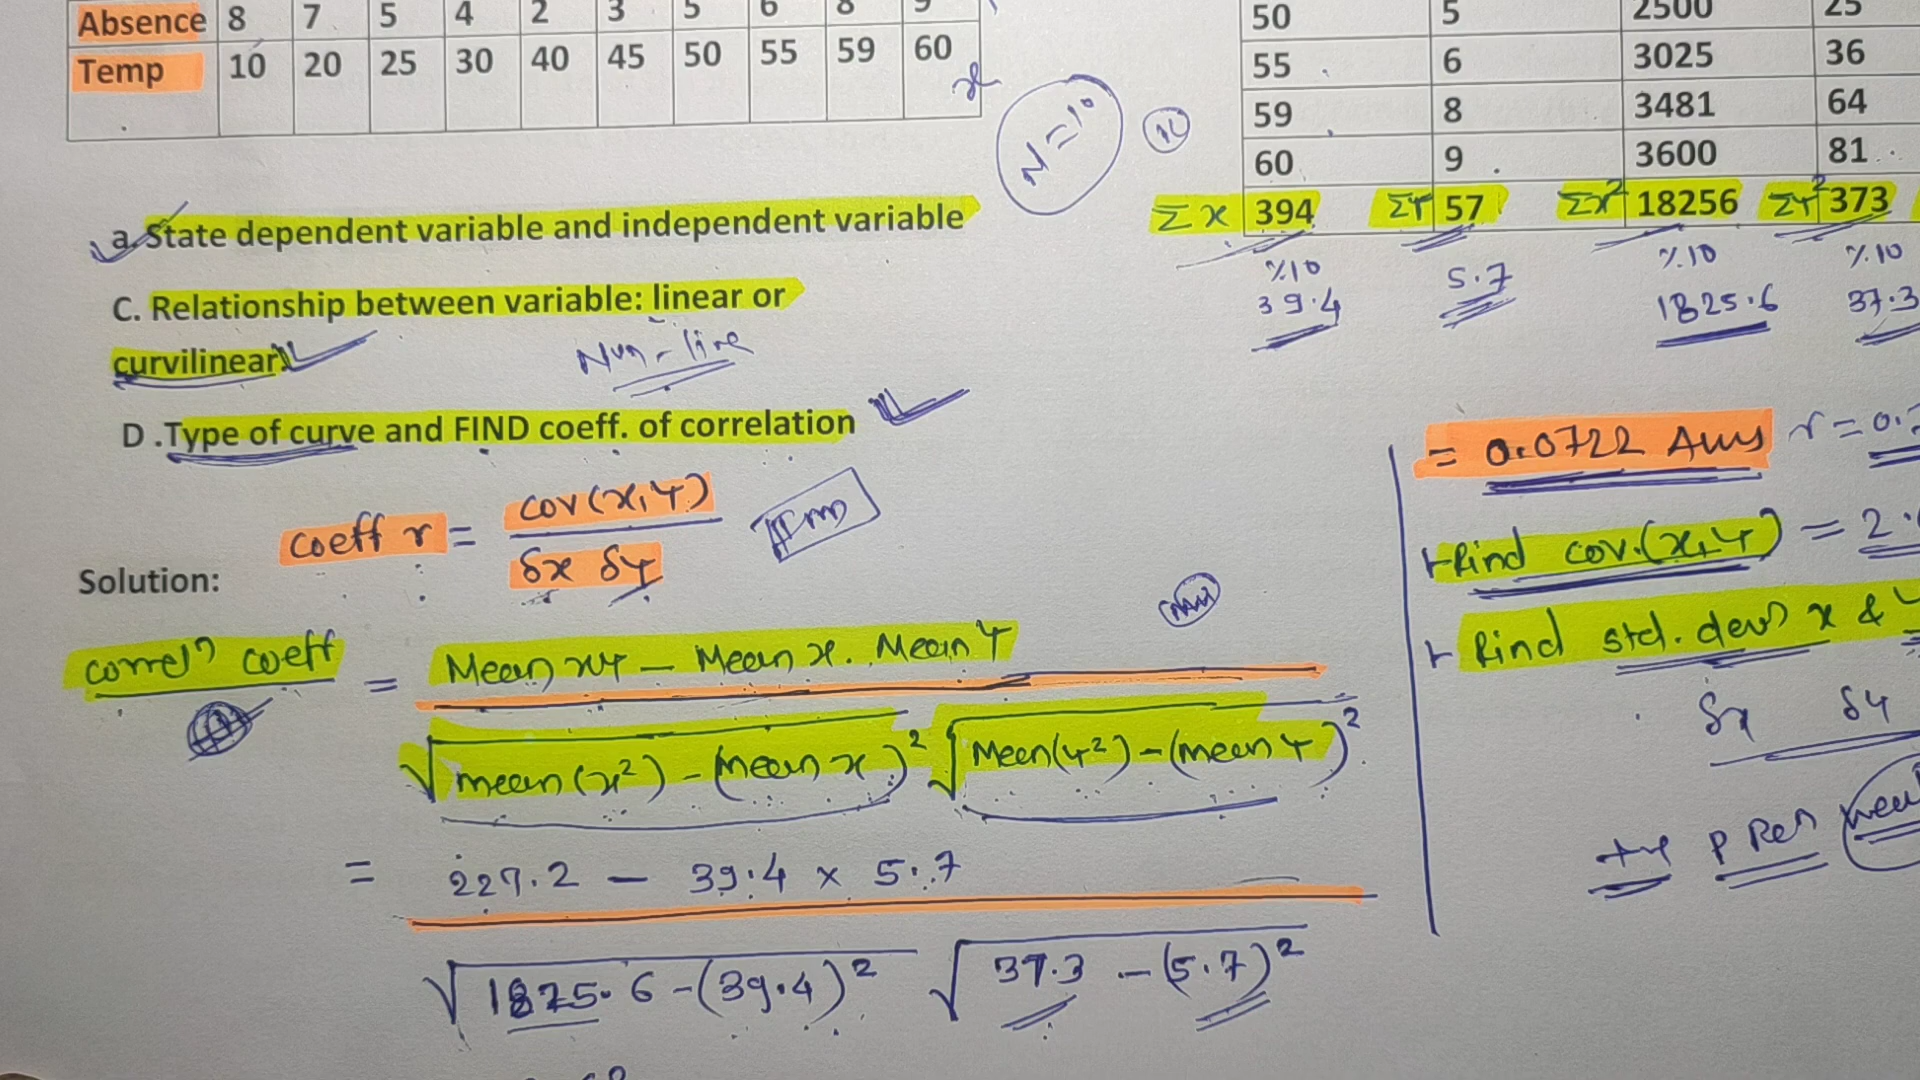 Absence 8 7 5 4 2 3 5 6 8 9
Temp 10 20 25 30 40 45 50 55 59 60
x
N=10
50 5 2500 25
55 6 3025 36
59 8 3481 64
60 9 3600 81
Σx 394 ΣY 57 Σx² 18256 ΣY² 373
%10 %10 %10
39.4 5.7 1825.6 37.3
a. State dependent variable and independent variable
C. Relationship between variable: linear or
curvilinear
Non-line
D .Type of curve and FIND coeff. of correlation
coeff r = cov(x,Y)
δx δy
Solution:
correlⁿ coeff = Mean xy - Mean x. Mean Y
√mean(x²) - (Mean x)² √Mean(Y²) - (mean Y)²
= 227.2 - 39.4 x 5.7
√1825.6-(39.4)² √37.3 - (5.7)²
= 0.0722 Ans r = 0.
Find cov.(x,Y) = 2.
Find std. devⁿ x &
δx δy
+ve